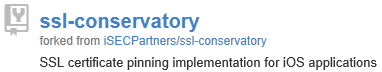 ssl-conservatory
forked from iSECPartners/ssl-conservatory
SSL certificate pinning implementation for iOS applications